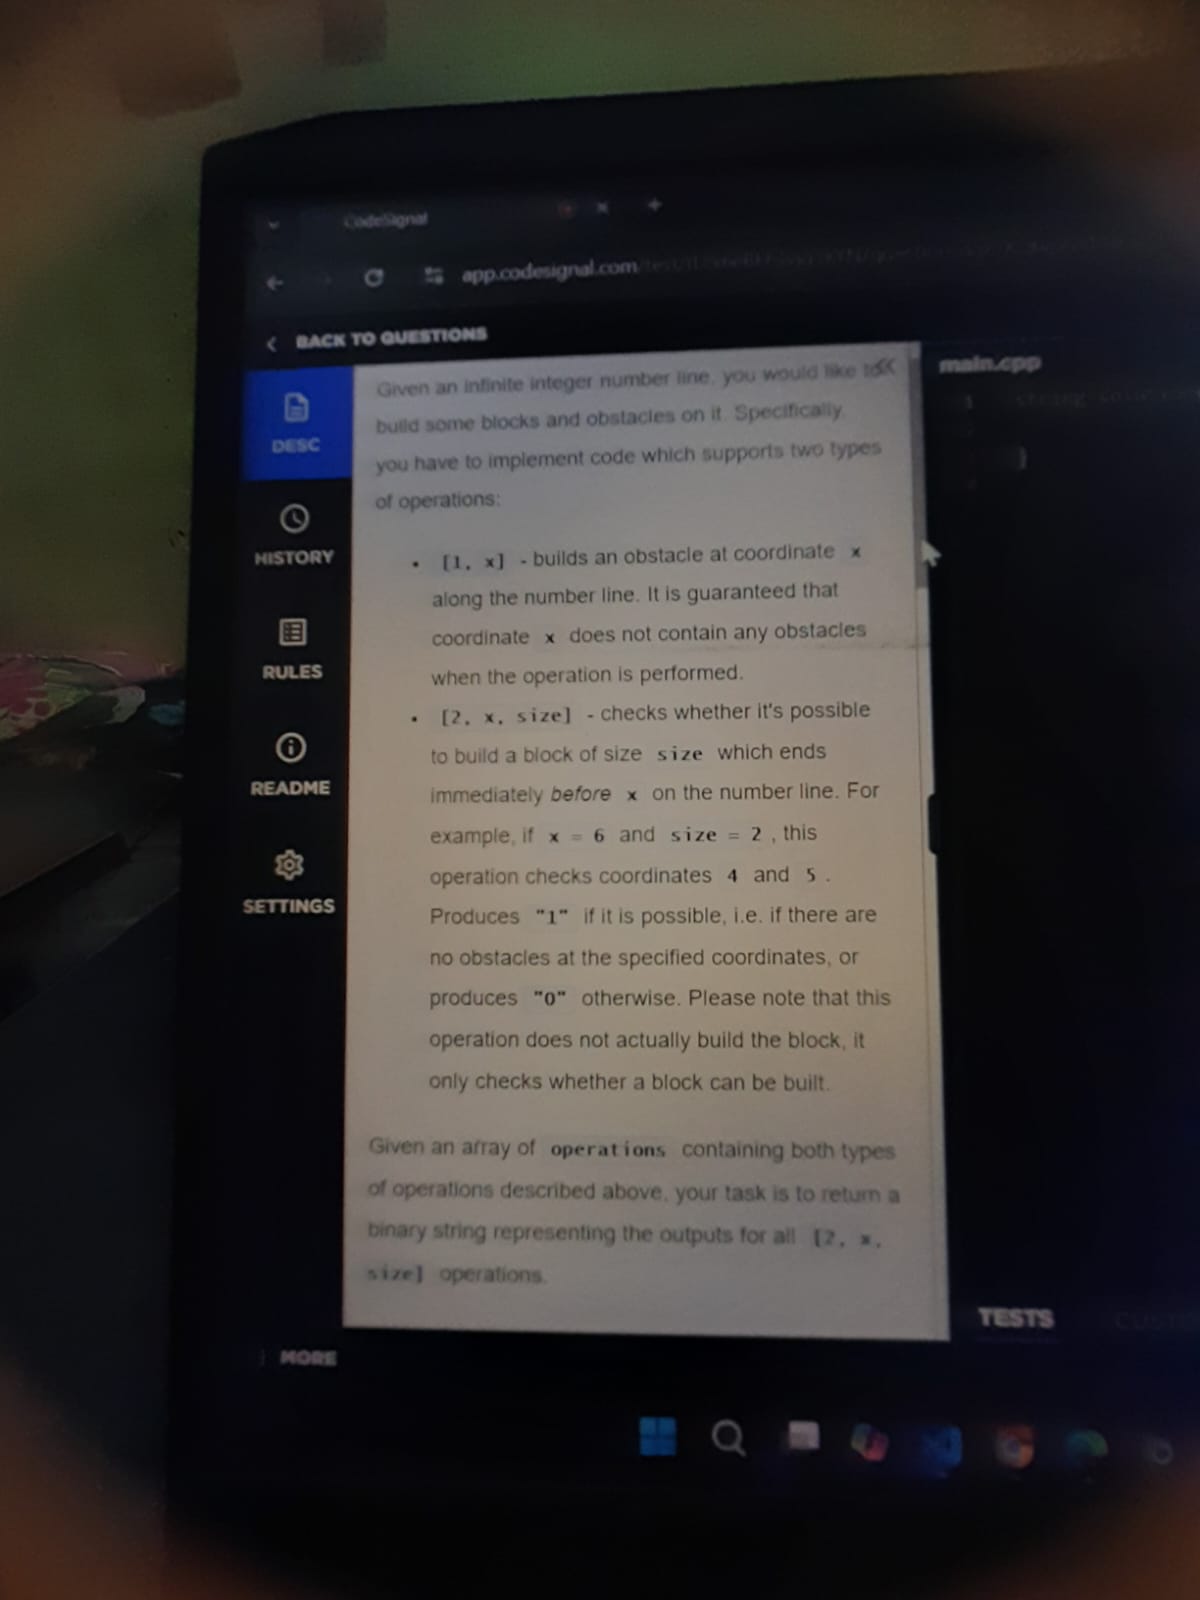 CodeSignal
app.codesignal.com
BACK TO QUESTIONS
DESC
HISTORY
RULES
README
SETTINGS
MORE
Given an infinite integer number line, you would like to
build some blocks and obstacles on it. Specifically,
you have to implement code which supports two types
of operations:
• [1, x] - builds an obstacle at coordinate x
along the number line. It is guaranteed that
coordinate x does not contain any obstacles
when the operation is performed.
• [2, x, size] - checks whether it's possible
to build a block of size size which ends
immediately before x on the number line. For
example, if x = 6 and size = 2, this
operation checks coordinates 4 and 5.
Produces "1" if it is possible, i.e. if there are
no obstacles at the specified coordinates, or
produces "0" otherwise. Please note that this
operation does not actually build the block, it
only checks whether a block can be built.
Given an array of operations containing both types
of operations described above, your task is to return a
binary string representing the outputs for all [2, x,
size] operations.
main.cpp
1 string
}
TESTS